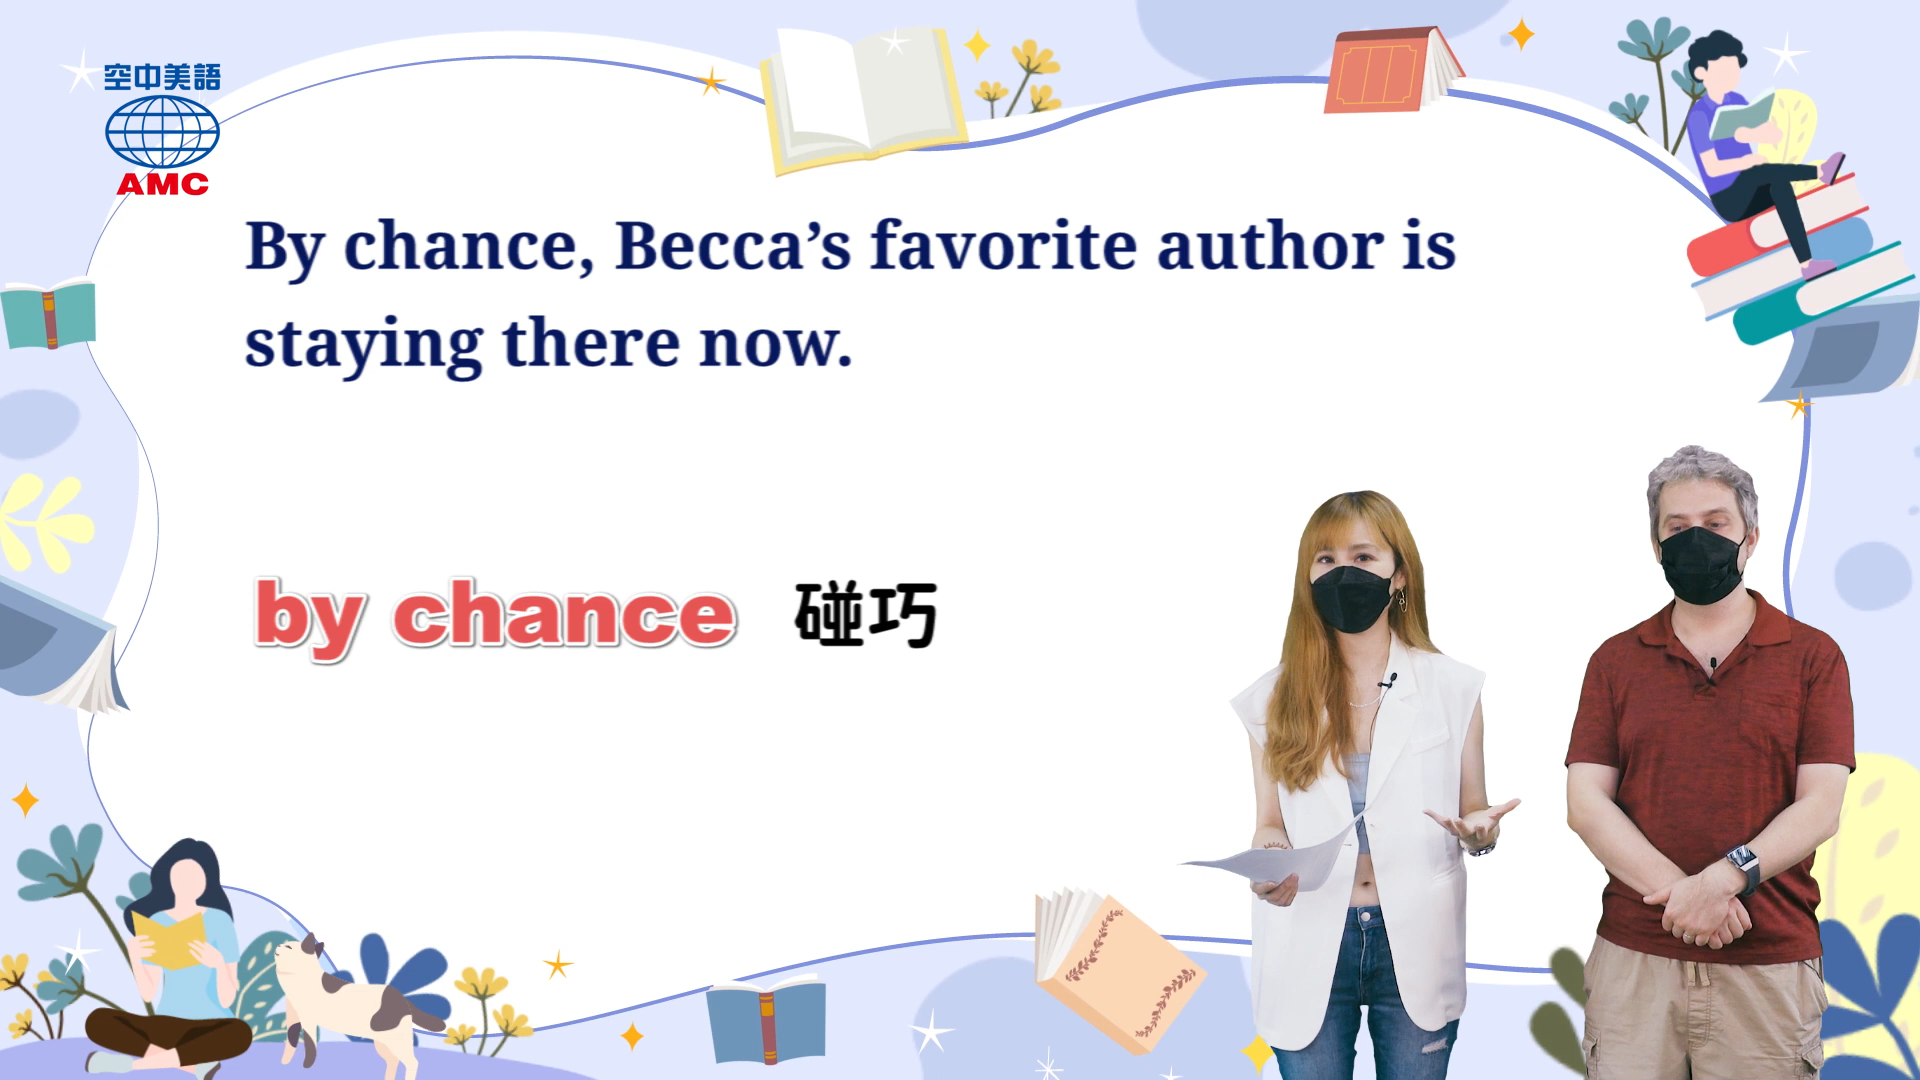 空中美語
AMC
By chance, Becca’s favorite author is
staying there now.
by chance 碰巧